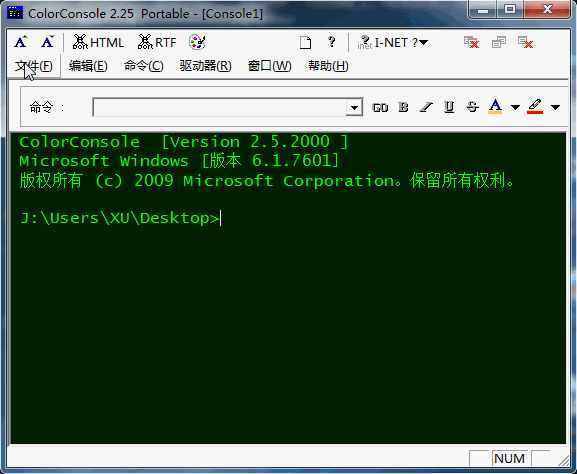 ColorConsole 2.25 Portable - [Console1]
A A HTML RTF ? I-NET ?
文件(F) 编辑(E) 命令(C) 驱动器(R) 窗口(W) 帮助(H)
命令 : GO B I U S A
ColorConsole [Version 2.5.2000 ]
Microsoft Windows [版本 6.1.7601]
版权所有 (c) 2009 Microsoft Corporation。保留所有权利。
J:\Users\XU\Desktop>
NUM